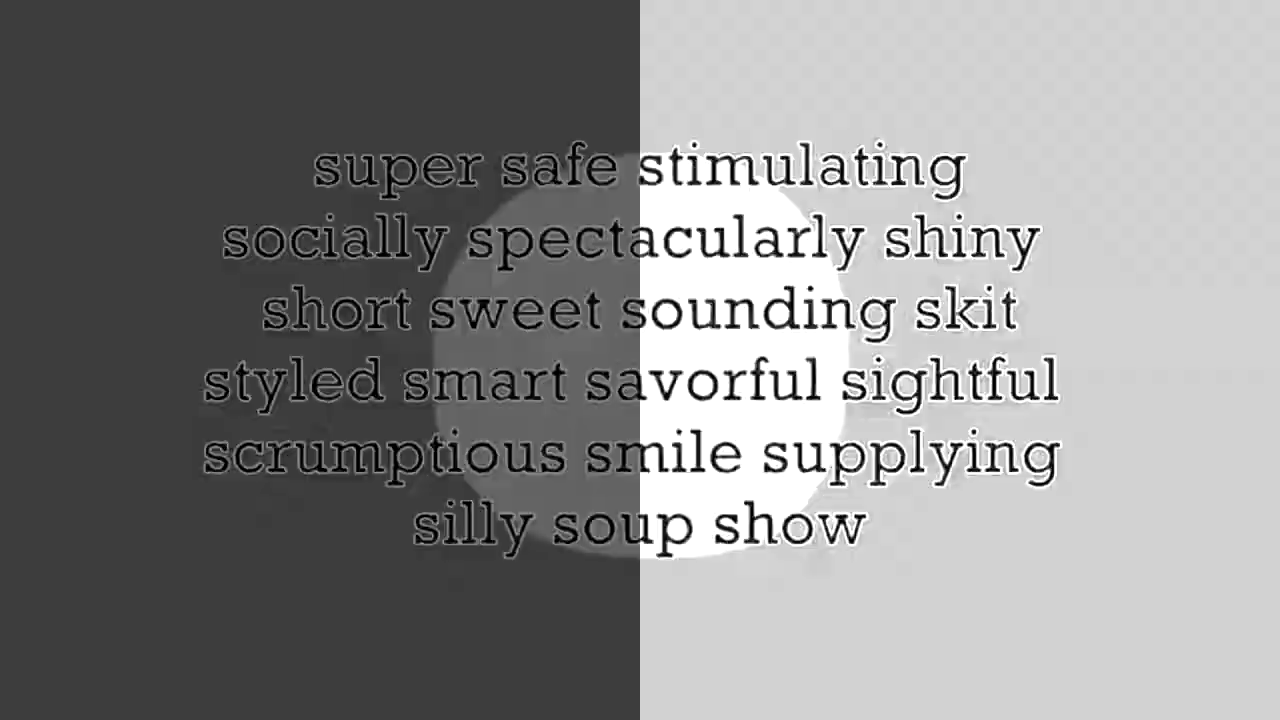 super safe stimulating
socially spectacularly shiny
short sweet sounding skit
styled smart savorful sightful
scrumptious smile supplying
silly soup show